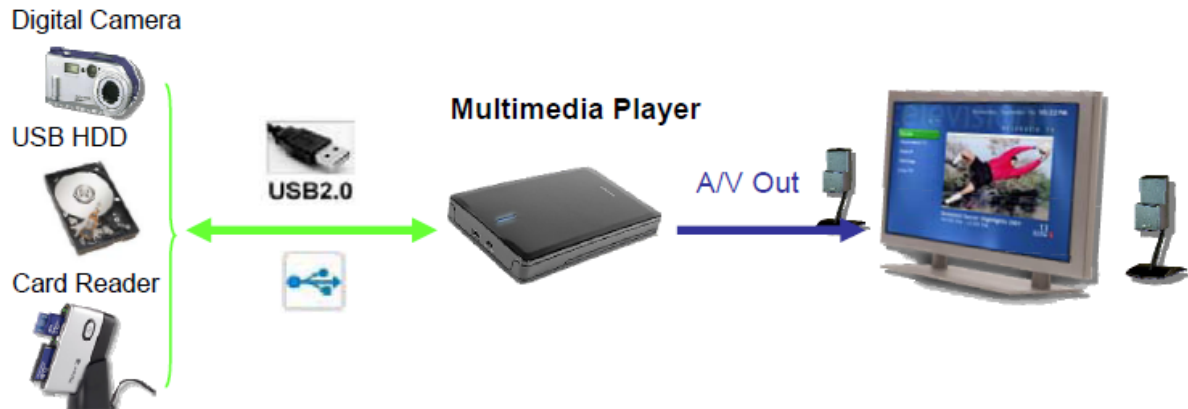 Digital Camera
USB HDD
Card Reader
USB2.0
Multimedia Player
A/V Out